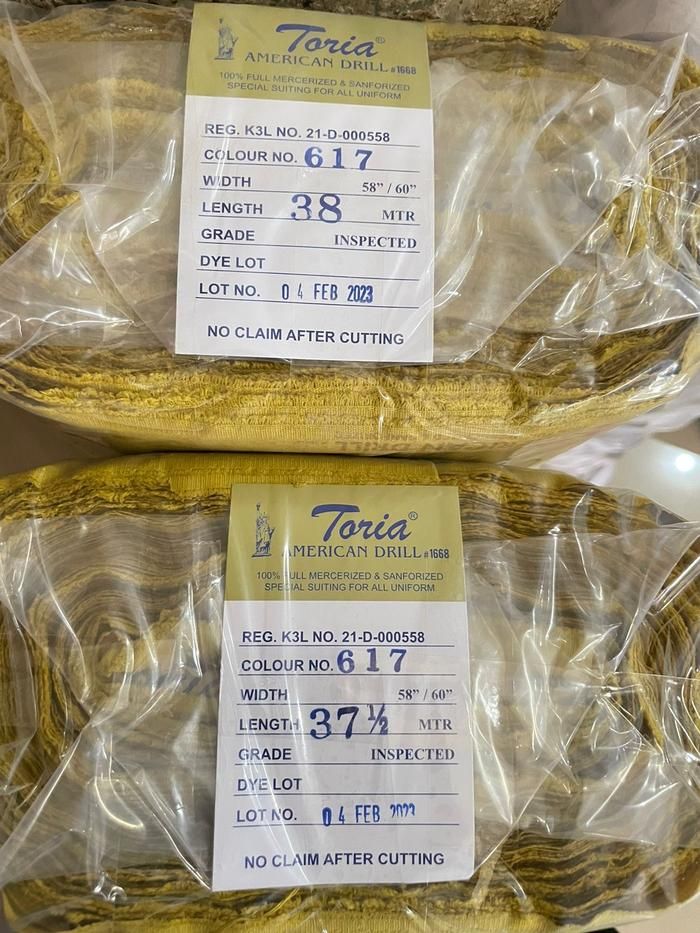 Toria®
AMERICAN DRILL #1668
100% FULL MERCERIZED & SANFORIZED
SPECIAL SUITING FOR ALL UNIFORM
REG. K3L NO. 21-D-000558
COLOUR NO. 617
WIDTH 58” / 60”
LENGTH 38 MTR
GRADE INSPECTED
DYE LOT
LOT NO. 04 FEB 2023
NO CLAIM AFTER CUTTING
Toria®
AMERICAN DRILL #1668
100% FULL MERCERIZED & SANFORIZED
SPECIAL SUITING FOR ALL UNIFORM
REG. K3L NO. 21-D-000558
COLOUR NO. 617
WIDTH 58” / 60”
LENGTH 37 ½ MTR
GRADE INSPECTED
DYE LOT
LOT NO. 04 FEB 2023
NO CLAIM AFTER CUTTING